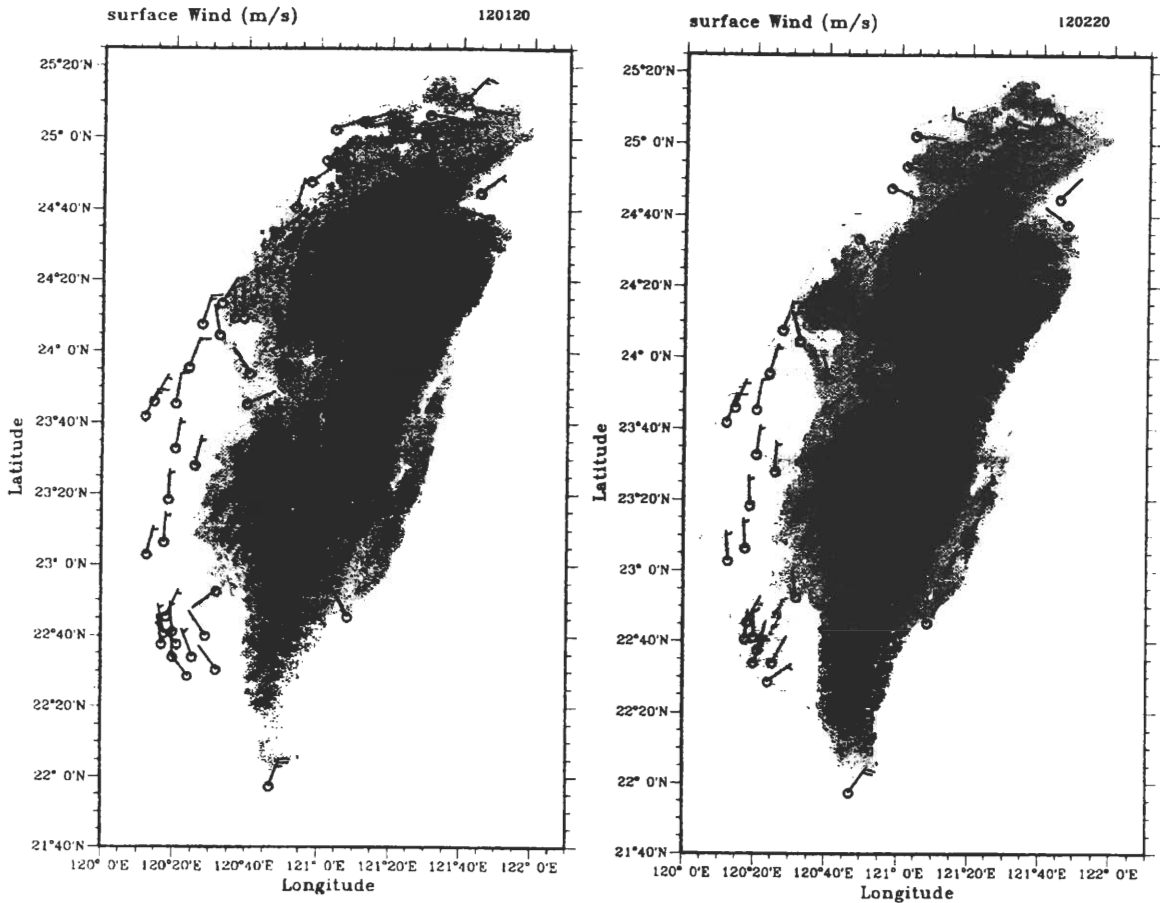 surface Wind (m/s) 120120
25°20'N
25° 0'N
24°40'N
24°20'N
24° 0'N
23°40'N
23°20'N
23° 0'N
22°40'N
22°20'N
22° 0'N
21°40'N
Latitude
120° 0'E 120°20'E 120°40'E 121° 0'E 121°20'E 121°40'E 122° 0'E
Longitude
surface Wind (m/s) 120220
25°20'N
25° 0'N
24°40'N
24°20'N
24° 0'N
23°40'N
23°20'N
23° 0'N
22°40'N
22°20'N
22° 0'N
21°40'N
Latitude
120° 0'E 120°20'E 120°40'E 121° 0'E 121°20'E 121°40'E 122° 0'E
Longitude